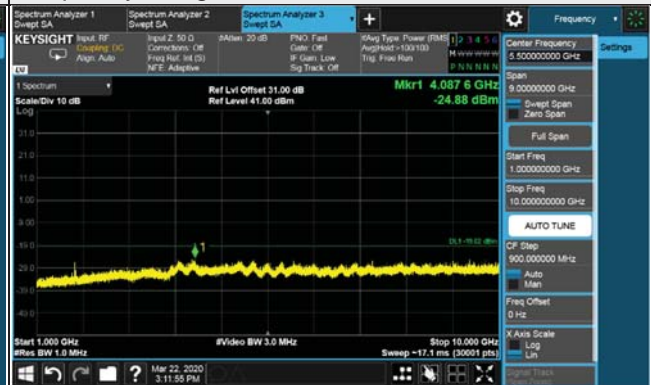 Spectrum Analyzer 1
Swept SA
Spectrum Analyzer 2
Swept SA
Spectrum Analyzer 3
Swept SA
+
Frequency
KEYSIGHT
Input: RF
Coupling: DC
Align: Auto
Input Z: 50 Ω
Corrections: Off
Freq Ref: Int (S)
NFE: Adaptive
#Atten: 20 dB
PNO: Fast
Gate: Off
IF Gain: Low
Sig Track: Off
#Avg Type: Power (RMS)
Avg|Hold:>100/100
Trig: Free Run
1 2 3 4 5 6
M W W W W W
P N N N N N
LXI
1 Spectrum
Scale/Div 10 dB
Log
Ref Lvl Offset 31.00 dB
Ref Level 41.00 dBm
Mkr1 4.087 6 GHz
-24.88 dBm
31.0
21.0
11.0
1.00
-9.00
-19.0
-29.0
-39.0
-49.0
1
Start 1.000 GHz
#Res BW 1.0 MHz
#Video BW 3.0 MHz
Stop 10.000 GHz
Sweep ~17.1 ms (30001 pts)
Mar 22, 2020
3:11:55 PM
?
Center Frequency
5.500000000 GHz
Span
9.00000000 GHz
Swept Span
Zero Span
Full Span
Start Freq
1.000000000 GHz
Stop Freq
10.000000000 GHz
AUTO TUNE
CF Step
900.000000 MHz
Auto
Man
Freq Offset
0 Hz
X Axis Scale
Log
Lin
Signal Track
Settings